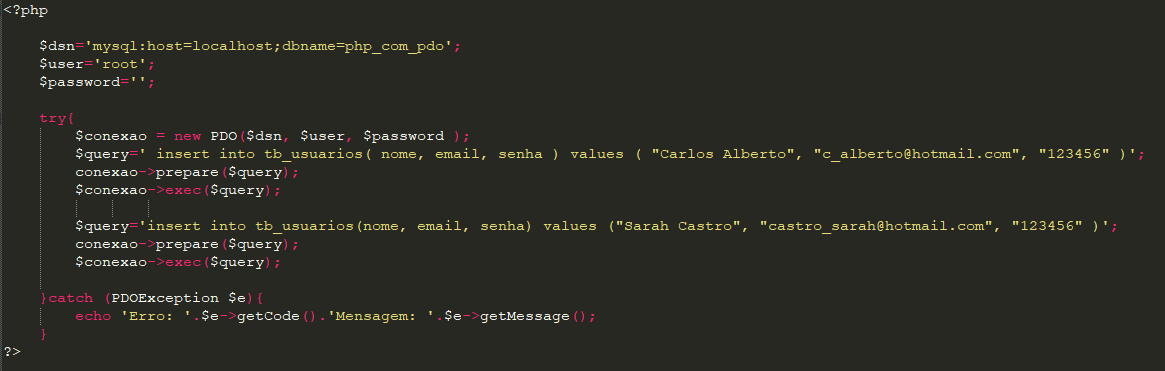 <?php
$dsn='mysql:host=localhost;dbname=php_com_pdo';
$user='root';
$password='';
try{
$conexao = new PDO($dsn, $user, $password );
$query=' insert into tb_usuarios( nome, email, senha ) values ( "Carlos Alberto", "c_alberto@hotmail.com", "123456" )';
conexao->prepare($query);
$conexao->exec($query);
$query='insert into tb_usuarios(nome, email, senha) values ("Sarah Castro", "castro_sarah@hotmail.com", "123456" )';
conexao->prepare($query);
$conexao->exec($query);
}catch (PDOException $e){
echo 'Erro: '.$e->getCode().'Mensagem: '.$e->getMessage();
}
?>